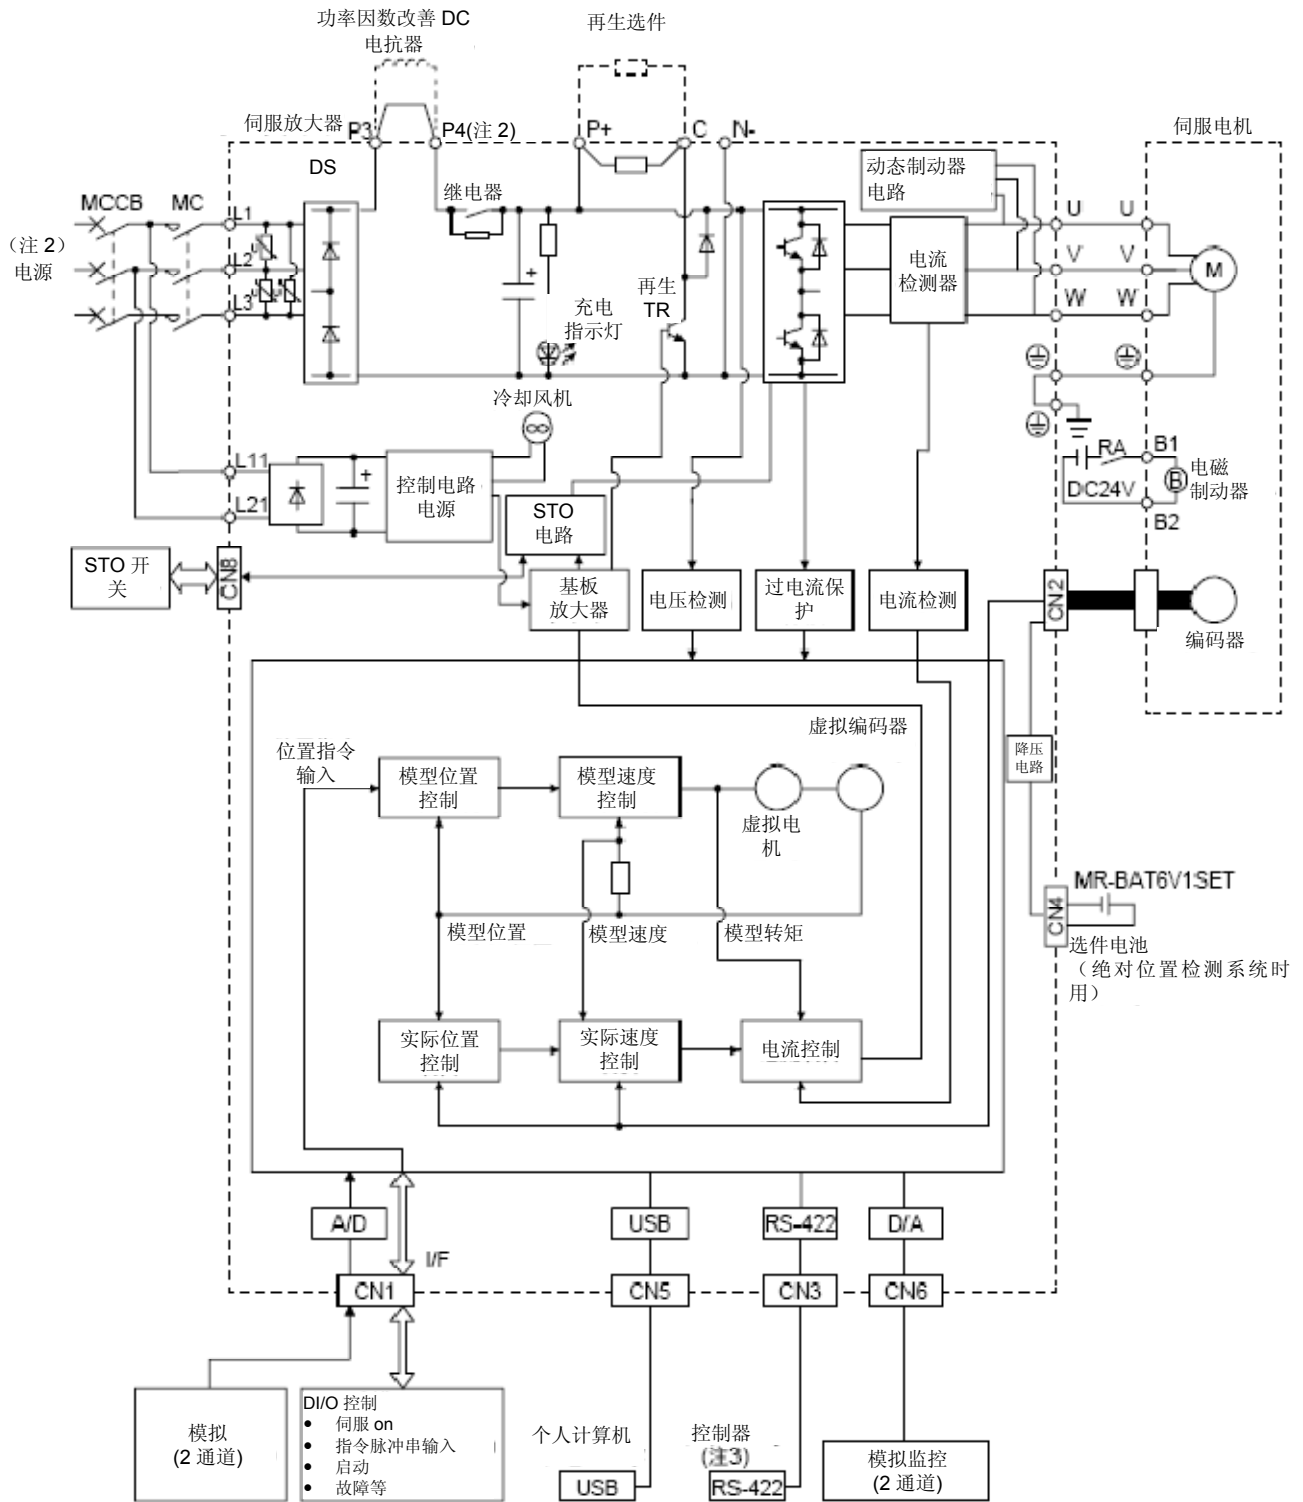 功率因数改善 DC
电抗器
再生选件
伺服放大器
P3
P4(注 2)
P+
C
N-
伺服电机
DS
继电器
动态制动器
电路
MCCB
MC
L1
L2
L3
（注 2）
电源
U
V
W
U
V
W
M
电流
检测器
再生
TR
充电
指示灯
+
冷却风机
L11
L21
+
控制电路
电源
STO
电路
RA
DC24V
B1
B
B2
电磁
制动器
STO 开
关
CN8
基板
放大器
电压检测
过电流保
护
电流检测
CN2
编码器
位置指令
输入
模型位置
控制
模型速度
控制
虚拟编码器
虚拟电
机
降压
电路
模型位置
模型速度
模型转矩
MR-BAT6V1SET
CN4
选件电池
（绝对位置检测系统时
用）
实际位置
控制
实际速度
控制
电流控制
A/D
I/F
USB
RS-422
D/A
CN1
CN5
CN3
CN6
模拟
(2 通道)
DI/O 控制
● 伺服 on
● 指令脉冲串输入
● 启动
● 故障等
个人计算机
USB
控制器
(注3)
RS-422
模拟监控
(2 通道)